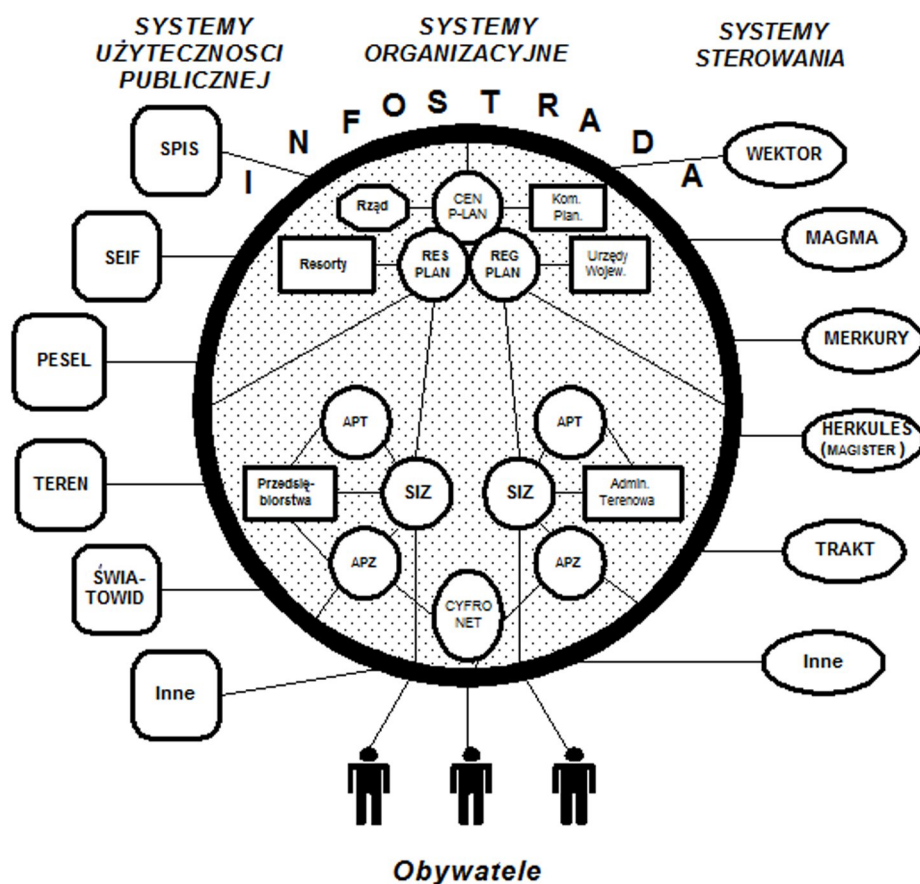 SYSTEMY
UŻYTECZNOSCI
PUBLICZNEJ
SYSTEMY
ORGANIZACYJNE
SYSTEMY
STEROWANIA
INFOSTRADA
SPIS
SEIF
PESEL
TEREN
ŚWIA-
TOWID
Inne
Rząd
CEN
P-LAN
Kom.
Plan.
Resorty
RES
PLAN
REG
PLAN
Urzędy
Wojew.
APT
APT
Przedsię-
biorstwa
SIZ
SIZ
Admin.
Terenowa
APZ
APZ
CYFRO
NET
WEKTOR
MAGMA
MERKURY
HERKULES
(MAGISTER )
TRAKT
Inne
Obywatele